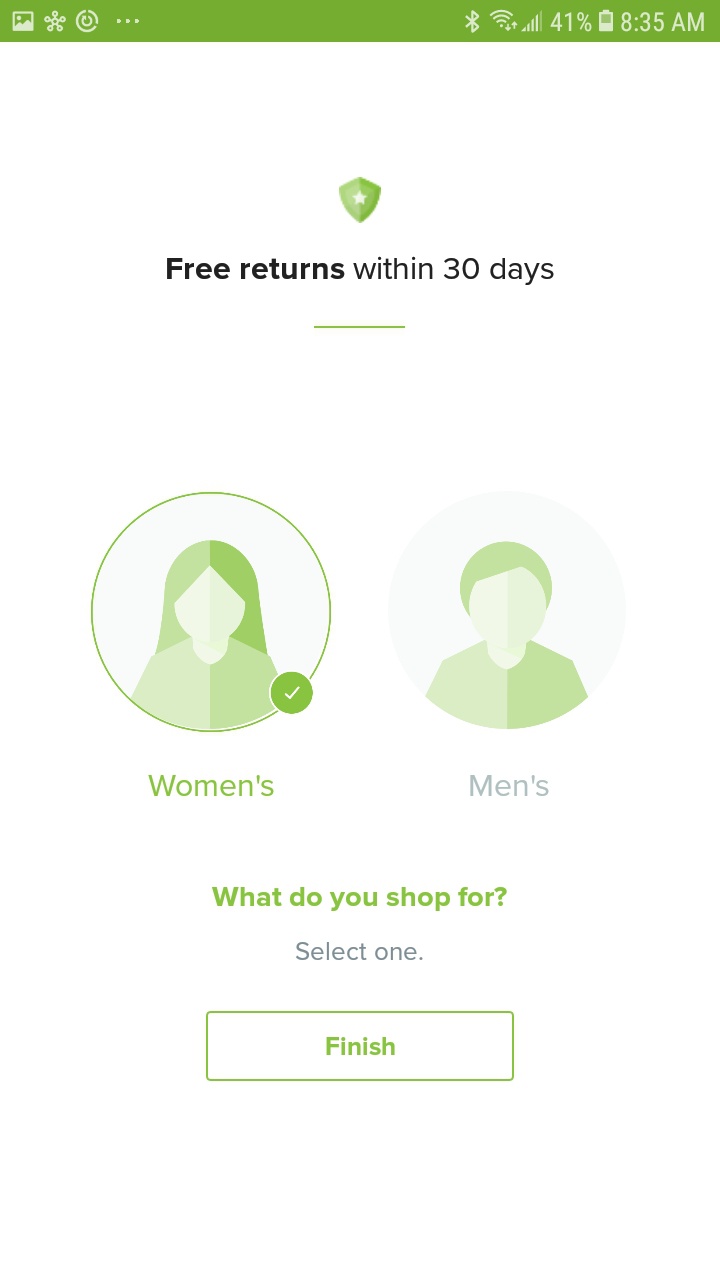 41% 8:35 AM
Free returns within 30 days
Women's Men's
What do you shop for?
Select one.
Finish